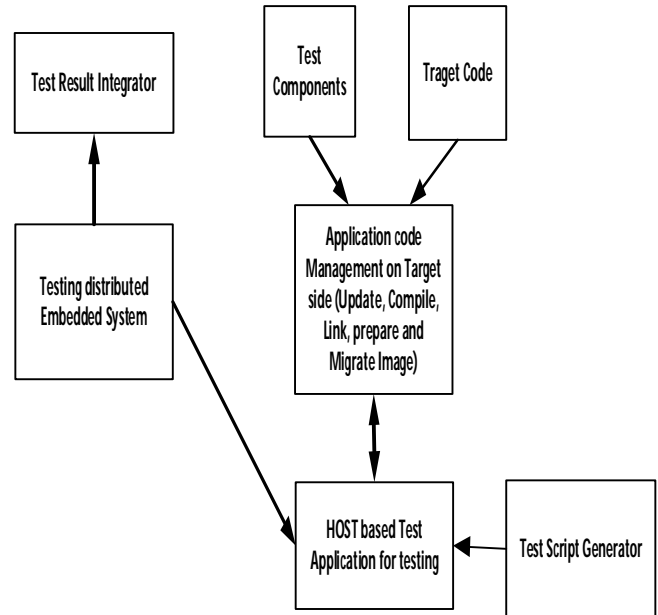 Test Result Integrator
Test
Components
Traget Code
Testing distributed
Embedded System
Application code
Management on Target
side (Update, Compile,
Link, prepare and
Migrate Image)
HOST based Test
Application for testing
Test Script Generator